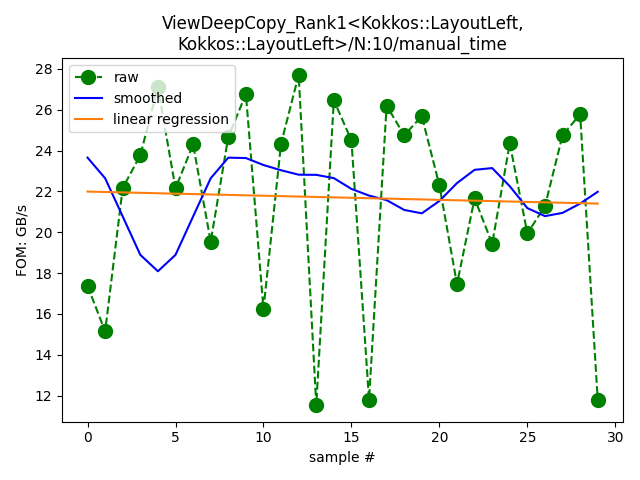 ViewDeepCopy_Rank1<Kokkos::LayoutLeft,
Kokkos::LayoutLeft>/N:10/manual_time
raw
smoothed
linear regression
FOM: GB/s
28
26
24
22
20
18
16
14
12
0
5
10
15
20
25
30
sample #